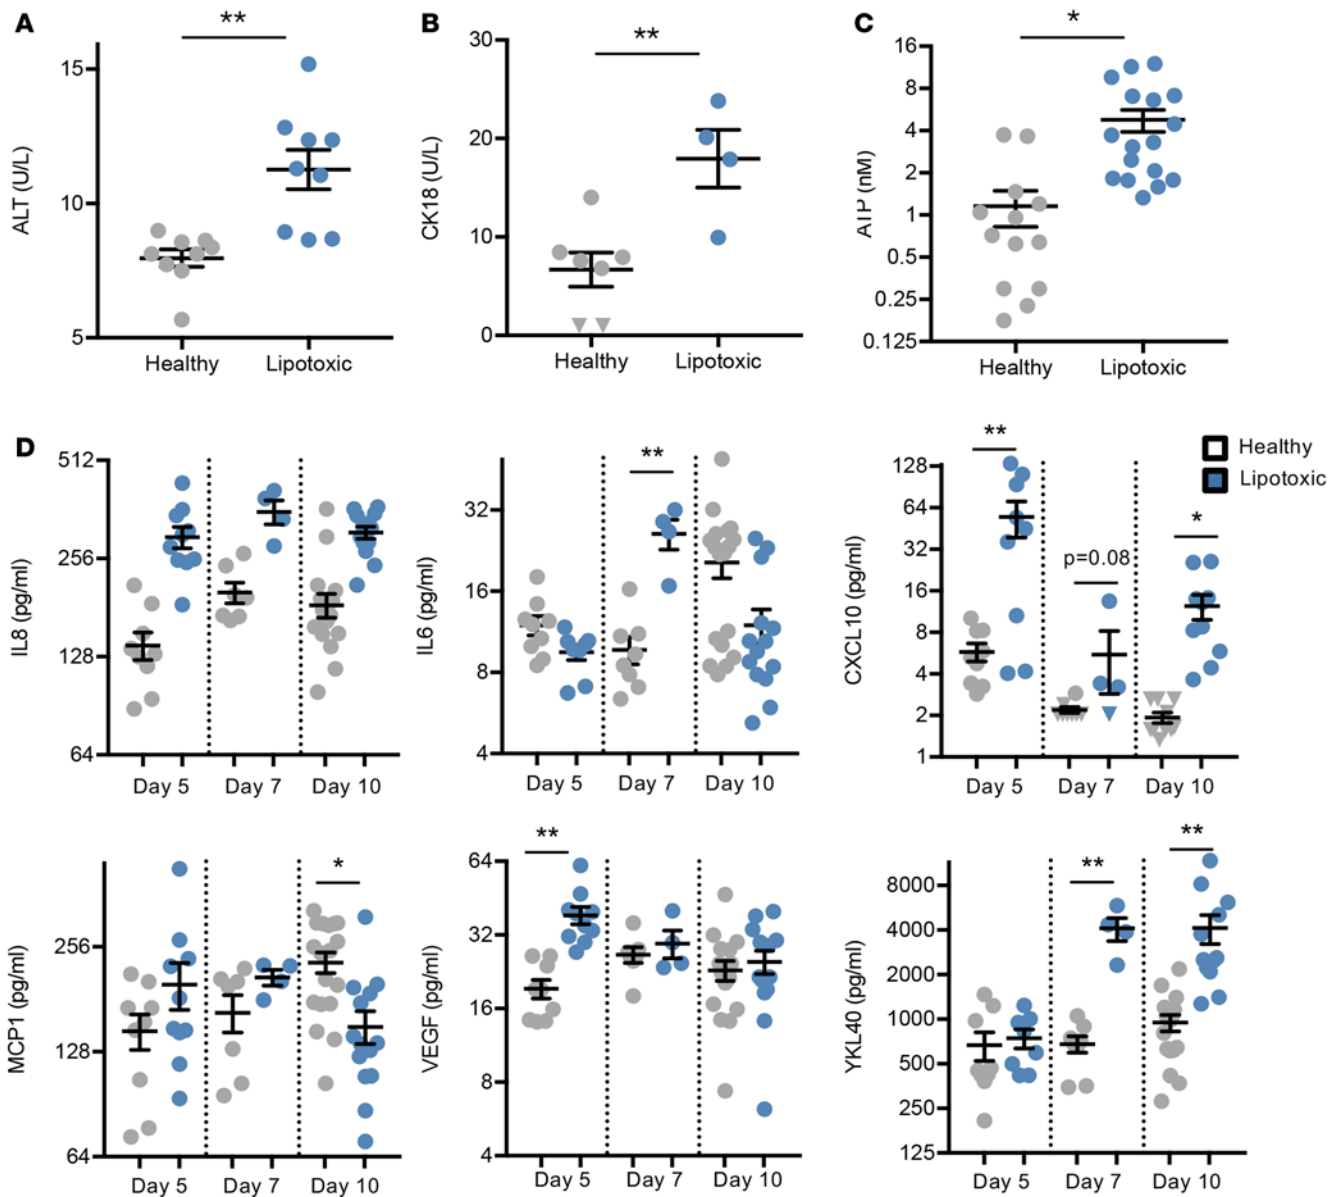 A
**
ALT (U/L)
15
10
5
Healthy
Lipotoxic
B
**
CK18 (U/L)
30
20
10
0
Healthy
Lipotoxic
C
*
ATP (nM)
16
8
4
2
1
0.5
0.25
0.125
Healthy
Lipotoxic
D
IL8 (pg/ml)
512
256
128
64
Day 5
Day 7
Day 10
**
IL6 (pg/ml)
32
16
8
4
Day 5
Day 7
Day 10
**
p=0.08
*
CXCL10 (pg/ml)
128
64
32
16
8
4
2
1
Day 5
Day 7
Day 10
Healthy
Lipotoxic
*
MCP1 (pg/ml)
256
128
64
Day 5
Day 7
Day 10
**
VEGF (pg/ml)
64
32
16
8
4
Day 5
Day 7
Day 10
**
**
YKL40 (pg/ml)
8000
4000
2000
1000
500
250
125
Day 5
Day 7
Day 10